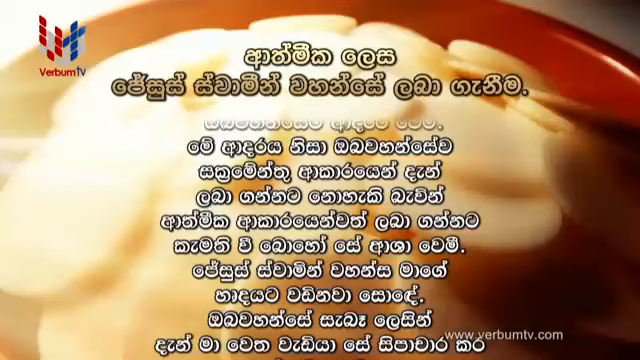 VerbumTV
ආත්මීක ලෙස
ජේසුස් ස්වාමීන් වහන්සේ ලබා ගැනීම.
මේ ආදරය නිසා ඔබවහන්සේව
සක්‍රමේන්තු ආකාරයෙන් දැන්
ලබා ගන්නට නොහැකි බැවින්
ආත්මීක ආකාරයෙන්වත් ලබා ගන්නට
කැමති වී බොහෝ සේ ආශා වෙමී.
ජේසුස් ස්වාමින් වහන්ස මාගේ
හෘදයට වඩිනවා සොඳේ.
ඔබවහන්සේ සැබෑ ලෙසින්
දැන් මා වෙත වැඩියා සේ සිපාචාර කර
www.verbumtv.com